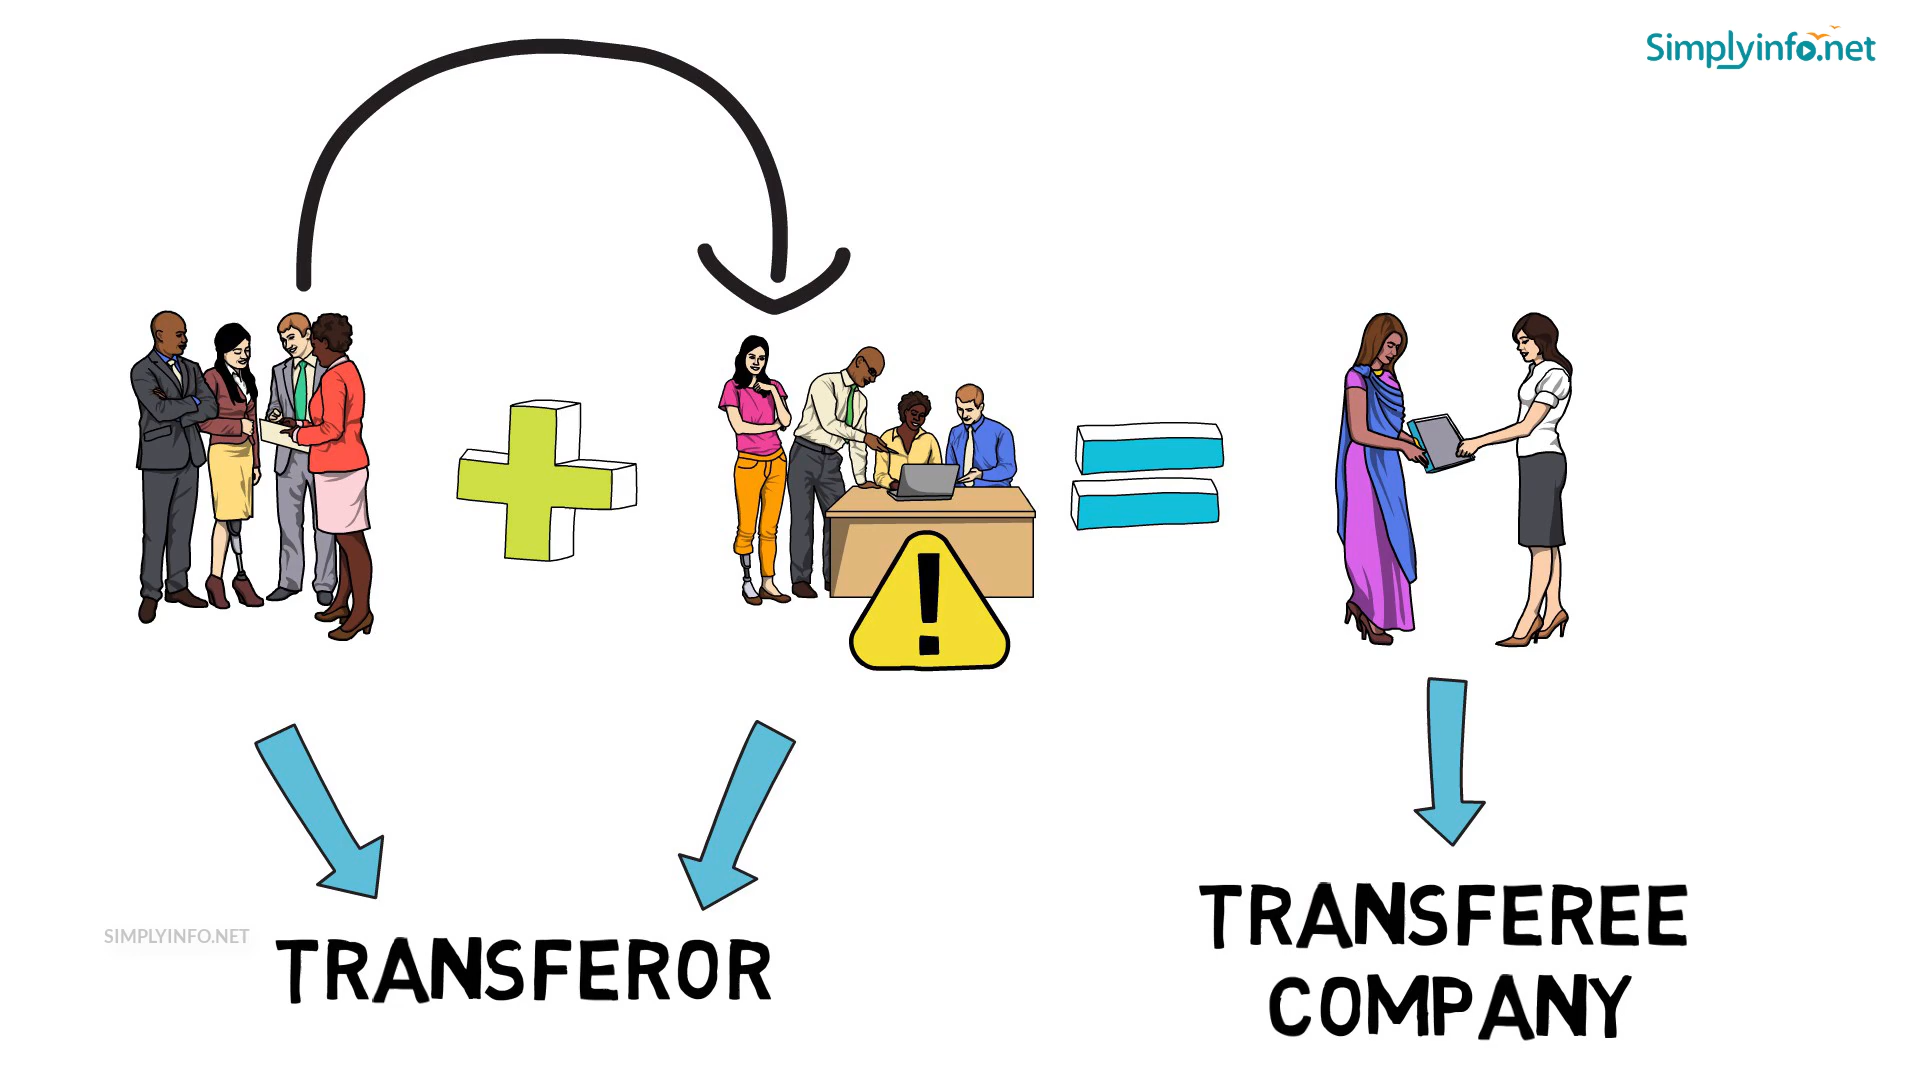 Simplyinfo.net
SIMPLYINFO.NET
TRANSFEROR
TRANSFEREE
COMPANY